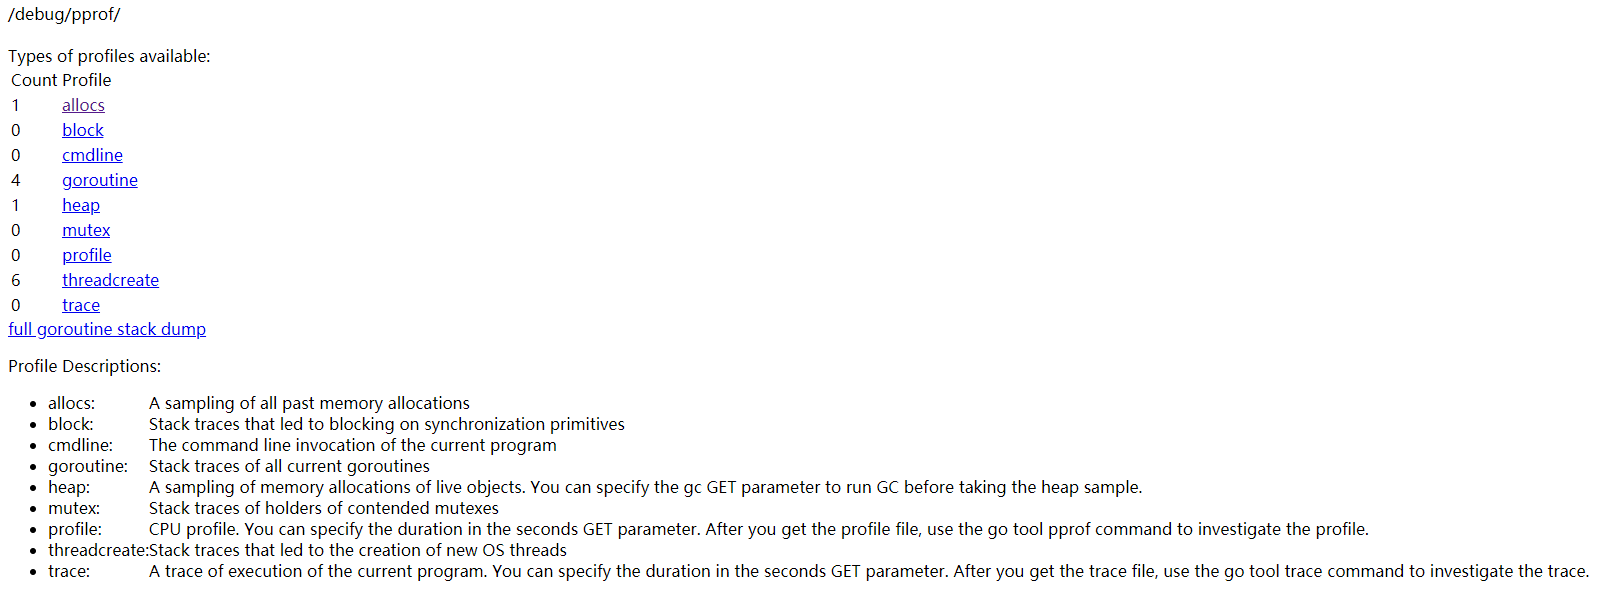 /debug/pprof/
Types of profiles available:
Count Profile
1 allocs
0 block
0 cmdline
4 goroutine
1 heap
0 mutex
0 profile
6 threadcreate
0 trace
full goroutine stack dump
Profile Descriptions:
• allocs: A sampling of all past memory allocations
• block: Stack traces that led to blocking on synchronization primitives
• cmdline: The command line invocation of the current program
• goroutine: Stack traces of all current goroutines
• heap: A sampling of memory allocations of live objects. You can specify the gc GET parameter to run GC before taking the heap sample.
• mutex: Stack traces of holders of contended mutexes
• profile: CPU profile. You can specify the duration in the seconds GET parameter. After you get the profile file, use the go tool pprof command to investigate the profile.
• threadcreate:Stack traces that led to the creation of new OS threads
• trace: A trace of execution of the current program. You can specify the duration in the seconds GET parameter. After you get the trace file, use the go tool trace command to investigate the trace.